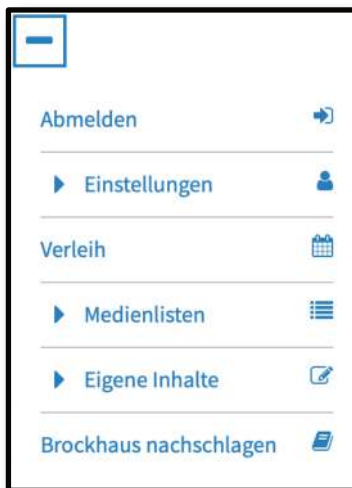 Abmelden
Einstellungen
Verleih
Medienlisten
Eigene Inhalte
Brockhaus nachschlagen